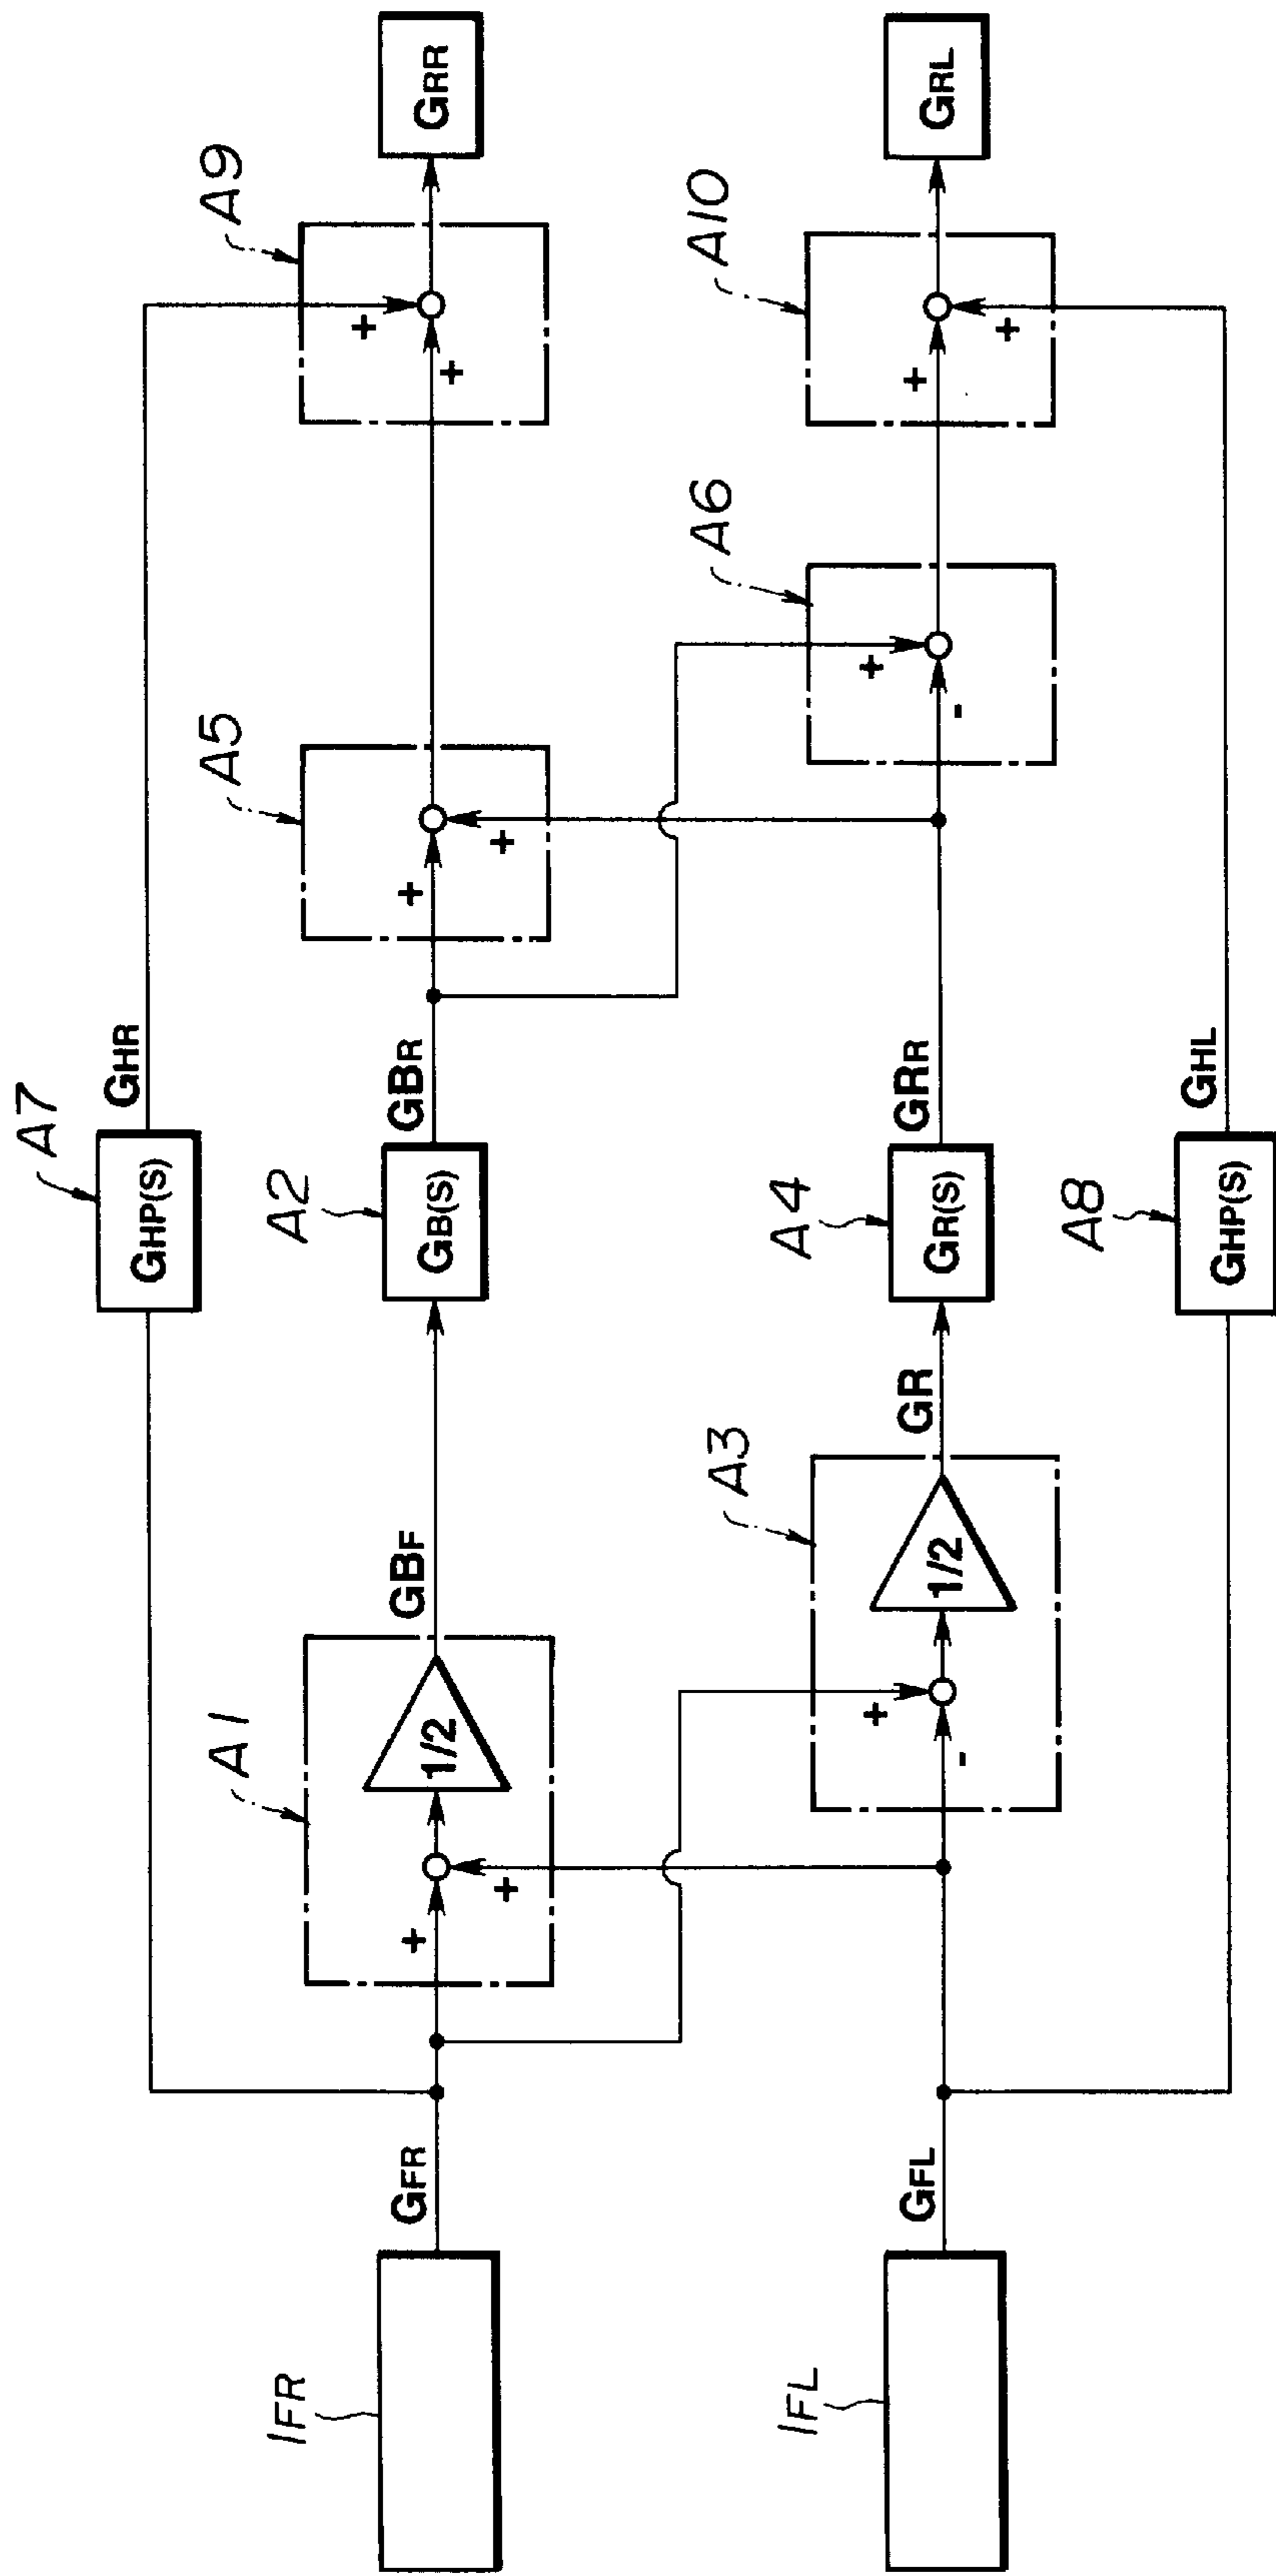 A7
GHP(S)
GHR
A9
IFR
GFR
A1
+
+
1/2
GBF
A2
GB(S)
GBR
A5
+
+
+
+
GRR
IFL
GFL
A3
+
-
1/2
GR
A4
GR(S)
GRR
A6
+
-
A10
+
+
GRL
A8
GHP(S)
GHL